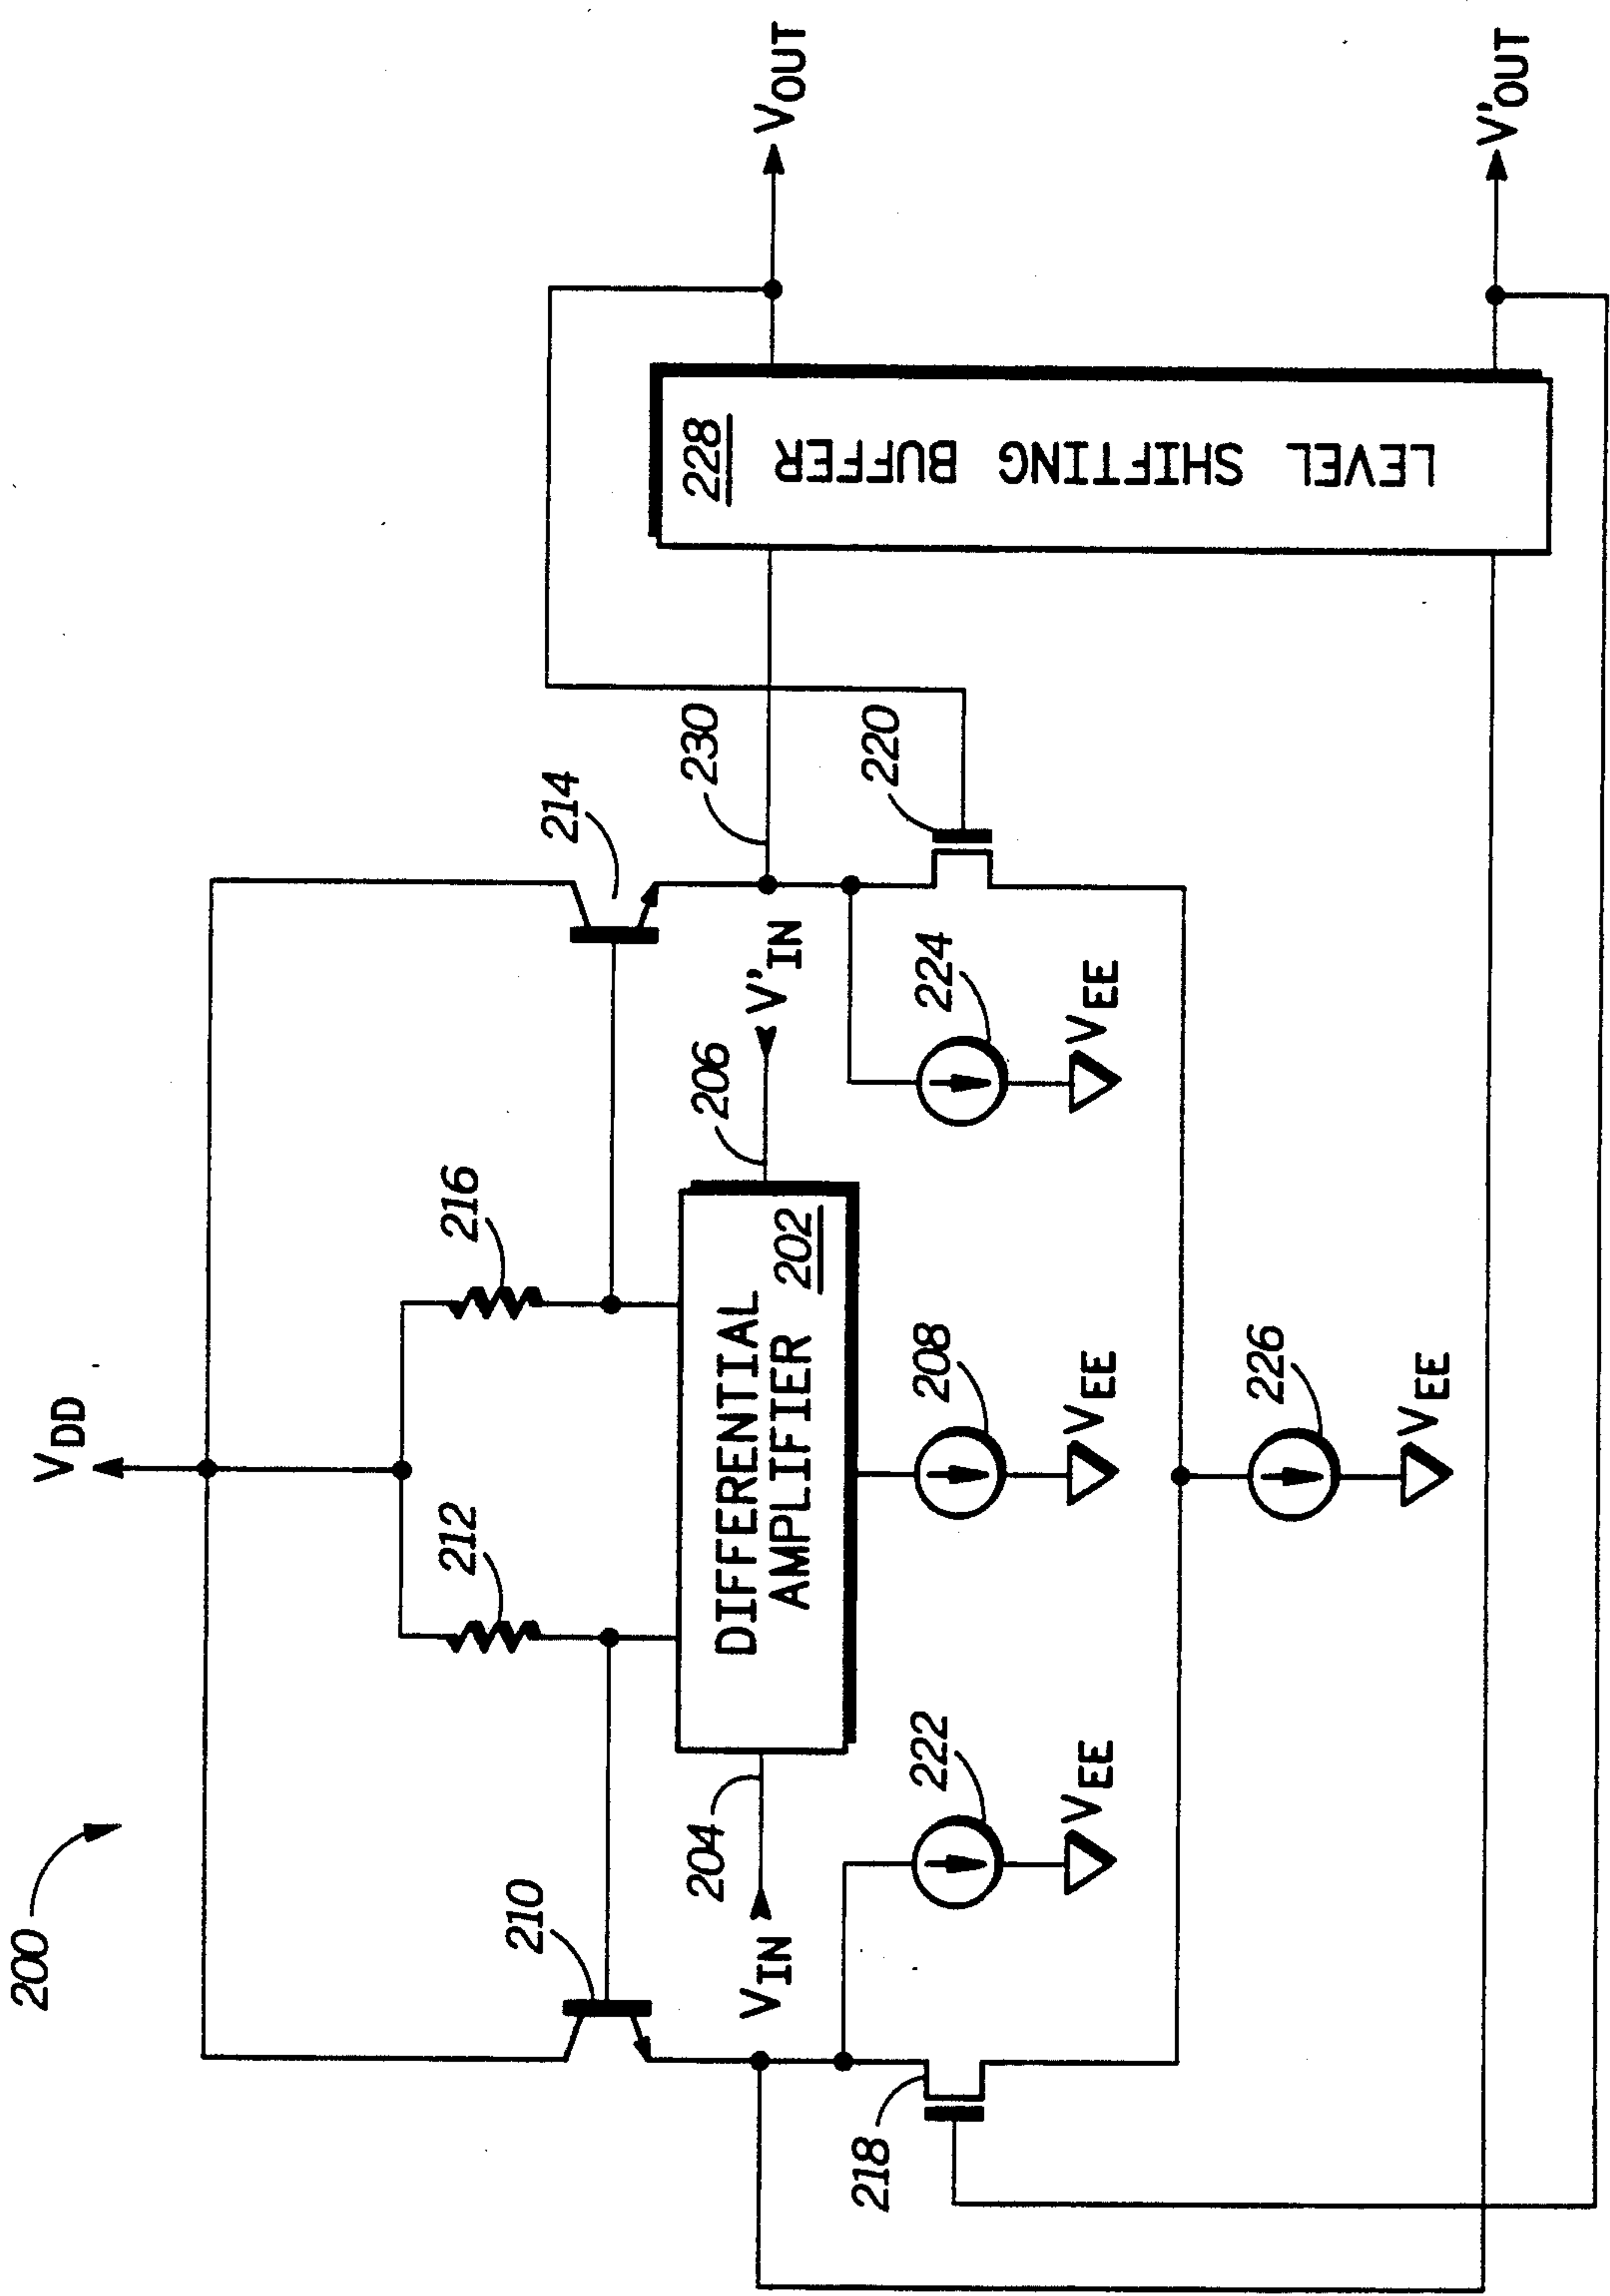 200
V_DD
210
212
216
214
V_IN
204
DIFFERENTIAL
AMPLIFIER
202
206
V'_IN
230
228
LEVEL SHIFTING BUFFER
V_OUT
218
222
V_EE
208
V_EE
224
V_EE
220
226
V_EE
V'_OUT